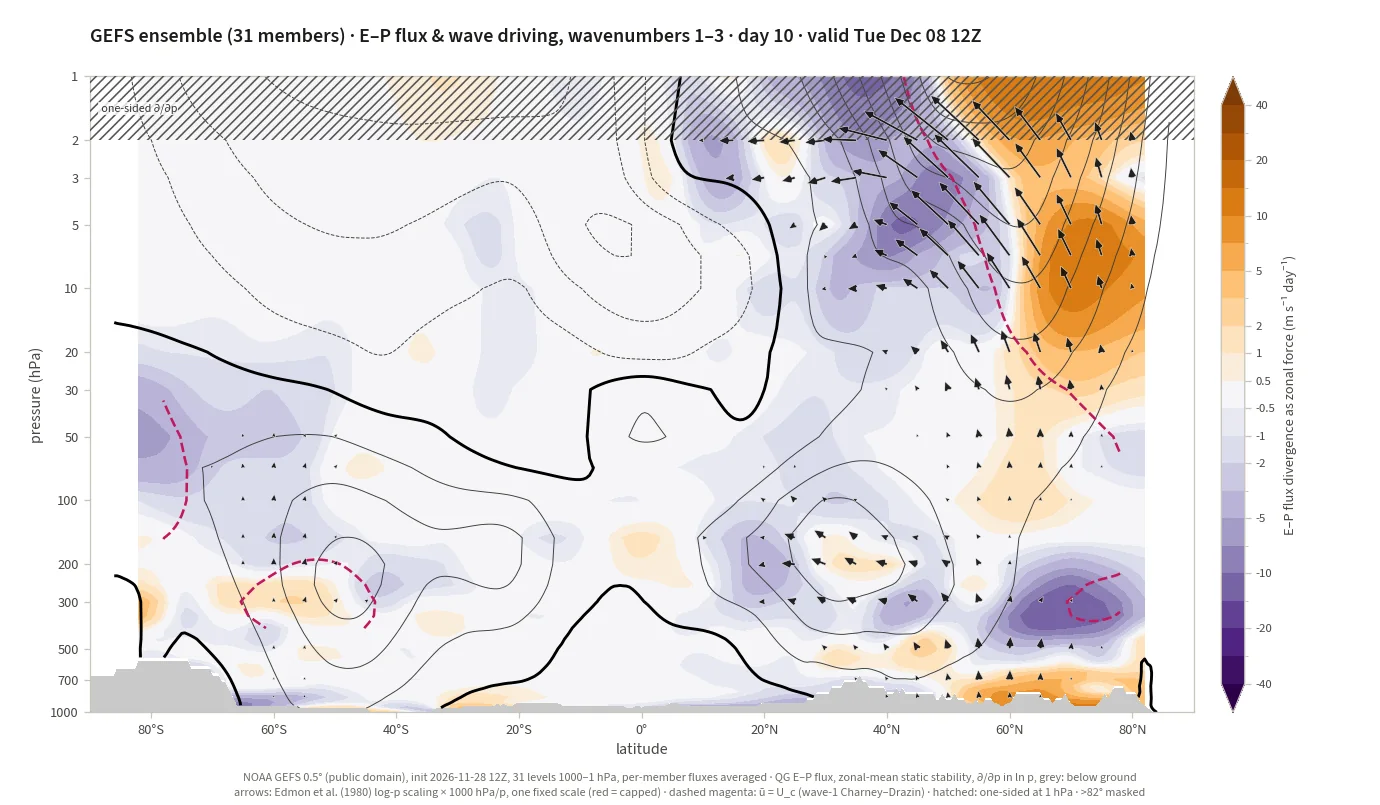 GEFS ensemble (31 members) · E–P flux & wave driving, wavenumbers 1–3 · day 10 · valid Tue Dec 08 12Z
one-sided ∂/∂p
pressure (hPa)
1
2
3
5
10
20
30
50
100
200
300
500
700
1000
80°S
60°S
40°S
20°S
0°
20°N
40°N
60°N
80°N
latitude
40
20
10
5
2
1
0.5
-0.5
-1
-2
-5
-10
-20
-40
E–P flux divergence as zonal force (m s⁻¹ day⁻¹)
NOAA GEFS 0.5° (public domain), init 2026-11-28 12Z, 31 levels 1000–1 hPa, per-member fluxes averaged · QG E–P flux, zonal-mean static stability, ∂/∂p in ln p, grey: below ground
arrows: Edmon et al. (1980) log-p scaling × 1000 hPa/p, one fixed scale (red = capped) · dashed magenta: ū = U_c (wave-1 Charney–Drazin) · hatched: one-sided at 1 hPa · >82° masked